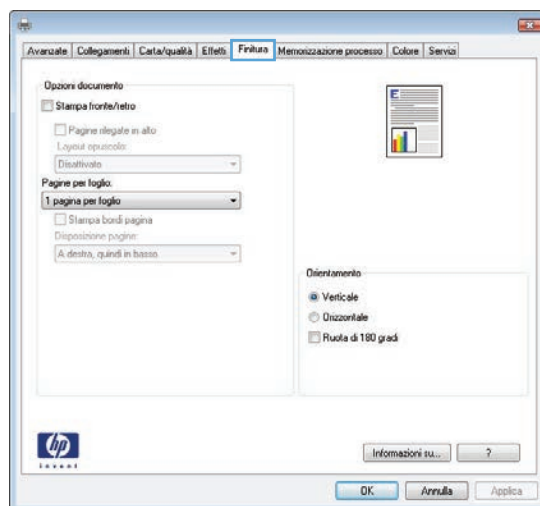 Avanzate Collegamenti Carta/qualità Effetti Finitura Memorizzazione processo Colore Servizi
Opzioni documento
Stampa fronte/retro
Pagine rilegate in alto
Layout opuscolo:
Disattivato
Pagine per foglio:
1 pagina per foglio
Stampa bordi pagina
Disposizione pagine:
A destra, quindi in basso
E
Orientamento
Verticale
Orizzontale
Ruota di 180 gradi
hp
invent
Informazioni su... ?
OK Annulla Applica